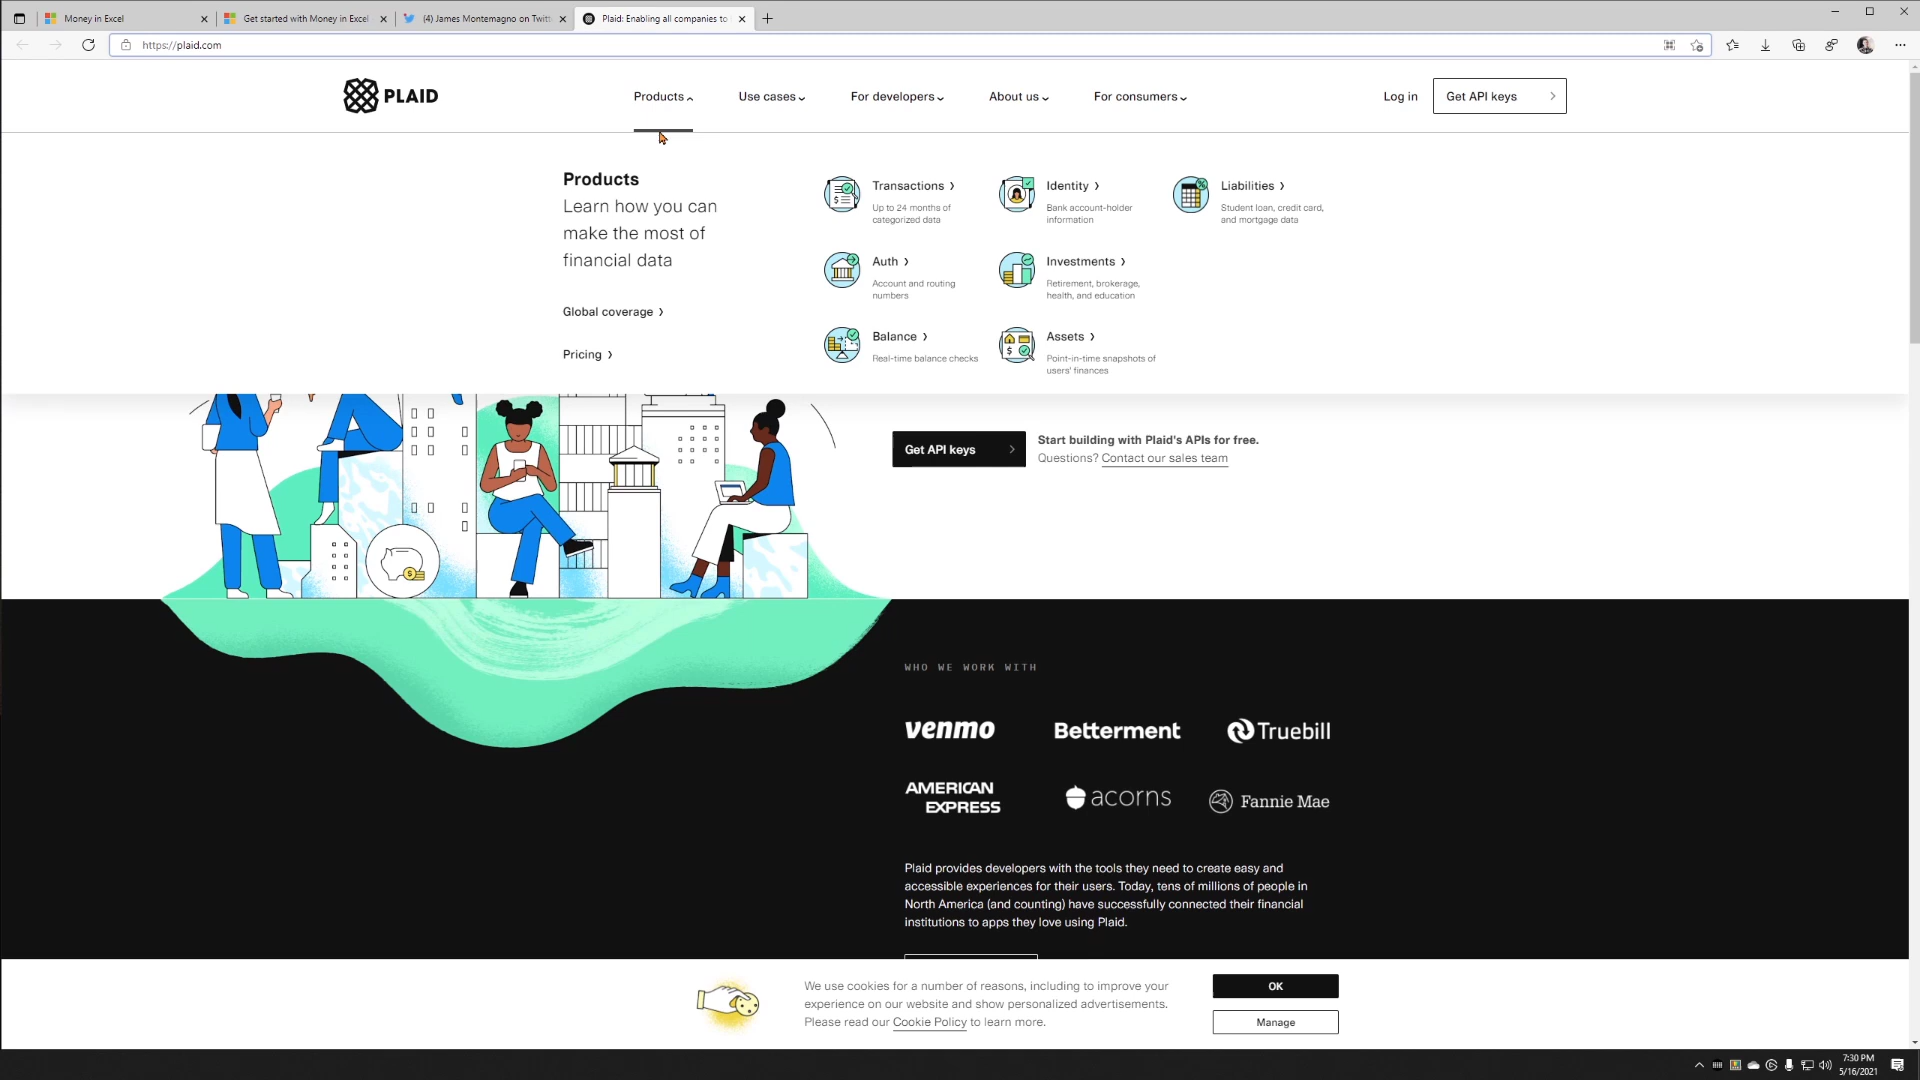 Money in Excel
Get started with Money in Excel
(4) James Montemagno on Twitt
Plaid: Enabling all companies to
https://plaid.com
PLAID
Products
Use cases
For developers
About us
For consumers
Log in
Get API keys
Products
Learn how you can
make the most of
financial data
Global coverage
Pricing
Transactions
Up to 24 months of
categorized data
Identity
Bank account-holder
information
Liabilities
Student loan, credit card,
and mortgage data
Auth
Account and routing
numbers
Investments
Retirement, brokerage,
health, and education
Balance
Real-time balance checks
Assets
Point-in-time snapshots of
users' finances
Get API keys
Start building with Plaid's APIs for free.
Questions? Contact our sales team
WHO WE WORK WITH
venmo
Betterment
Truebill
AMERICAN
EXPRESS
acorns
Fannie Mae
Plaid provides developers with the tools they need to create easy and
accessible experiences for their users. Today, tens of millions of people in
North America (and counting) have successfully connected their financial
institutions to apps they love using Plaid.
We use cookies for a number of reasons, including to improve your
experience on our website and show personalized advertisements.
Please read our Cookie Policy to learn more.
OK
Manage
7:30 PM
5/16/2021